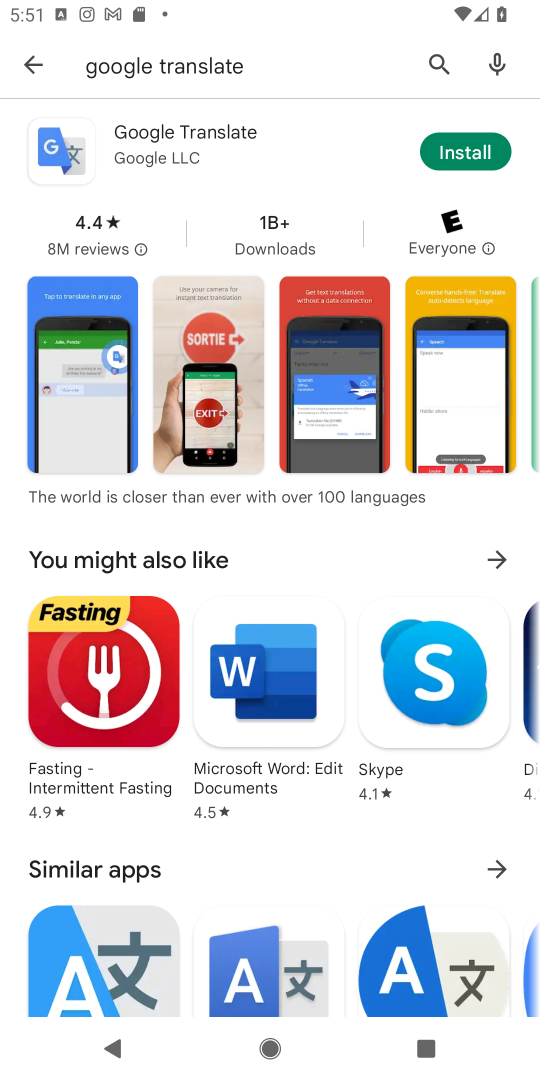 5:51
google translate
Google Translate
Google LLC
Install
4.4★
8M reviews
1B+
Downloads
Everyone
Tap to translate in any app
Use your camera for
instant text translation
SORTIE
EXIT
Get text translations
without a data connection
Converse hands-free: Translate
auto-detects language
The world is closer than ever with over 100 languages
You might also like
Fasting
W
S
Fasting -
Intermittent Fasting
4.9★
Microsoft Word: Edit
Documents
4.5★
Skype
4.1★
Di
4.
Similar apps
A 文
A 文
A 文